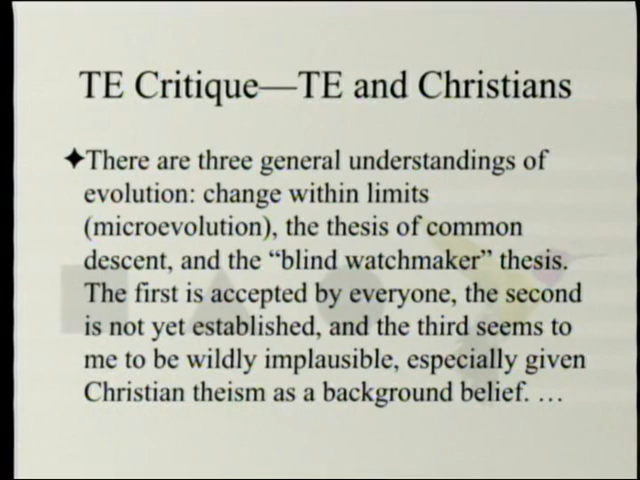 TE Critique—TE and Christians
✦There are three general understandings of
evolution: change within limits
(microevolution), the thesis of common
descent, and the “blind watchmaker” thesis.
The first is accepted by everyone, the second
is not yet established, and the third seems to
me to be wildly implausible, especially given
Christian theism as a background belief. …